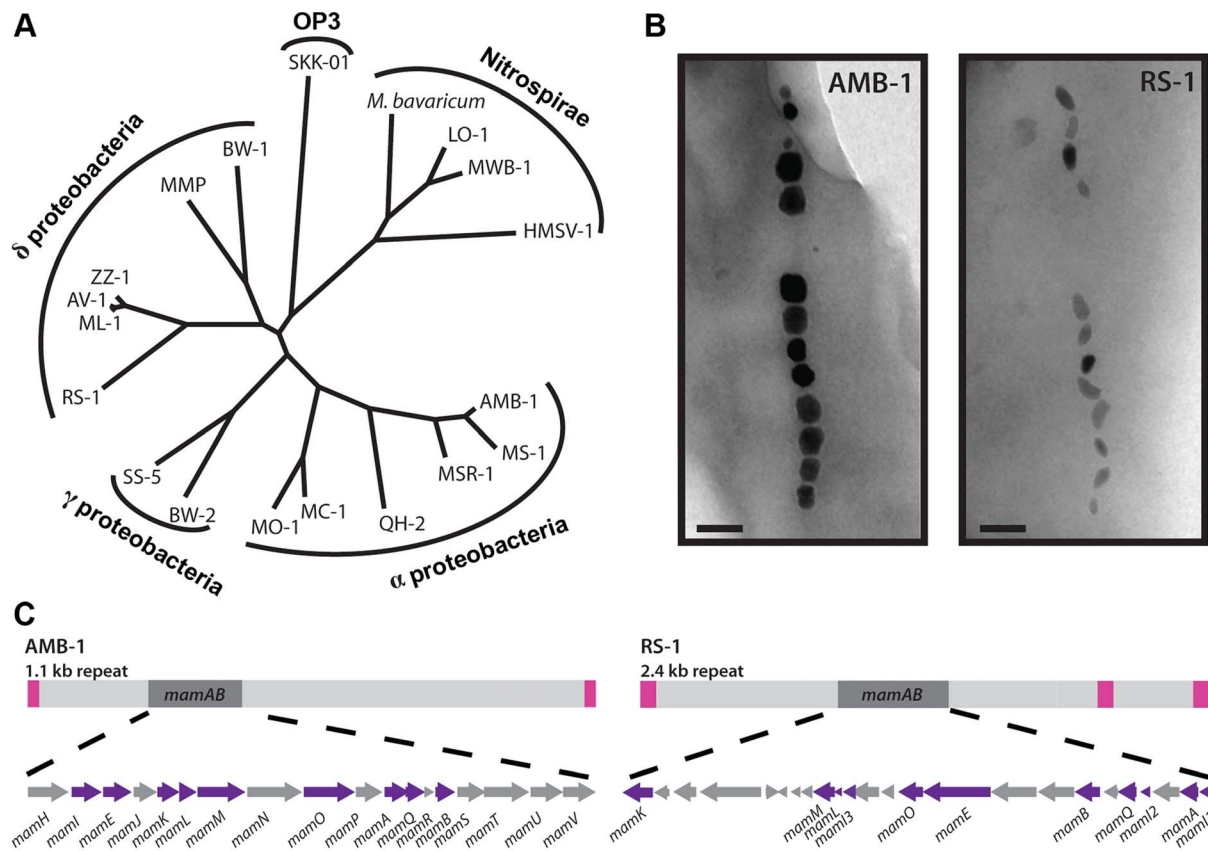 A
OP3
SKK-01
Nitrospirae
M. bavaricum
LO-1
MWB-1
HMSV-1
δ proteobacteria
BW-1
MMP
ZZ-1
AV-1
ML-1
RS-1
SS-5
BW-2
γ proteobacteria
MO-1
MC-1
QH-2
MSR-1
MS-1
AMB-1
α proteobacteria
B
AMB-1
RS-1
C
AMB-1
1.1 kb repeat
mamAB
mamH
mamI
mamE
mamJ
mamK
mamL
mamM
mamN
mamO
mamP
mamA
mamQ
mamR
mamB
mamS
mamT
mamU
mamV
RS-1
2.4 kb repeat
mamAB
mamK
mamM
mamL
mamI3
mamO
mamE
mamB
mamQ
mamI2
mamA